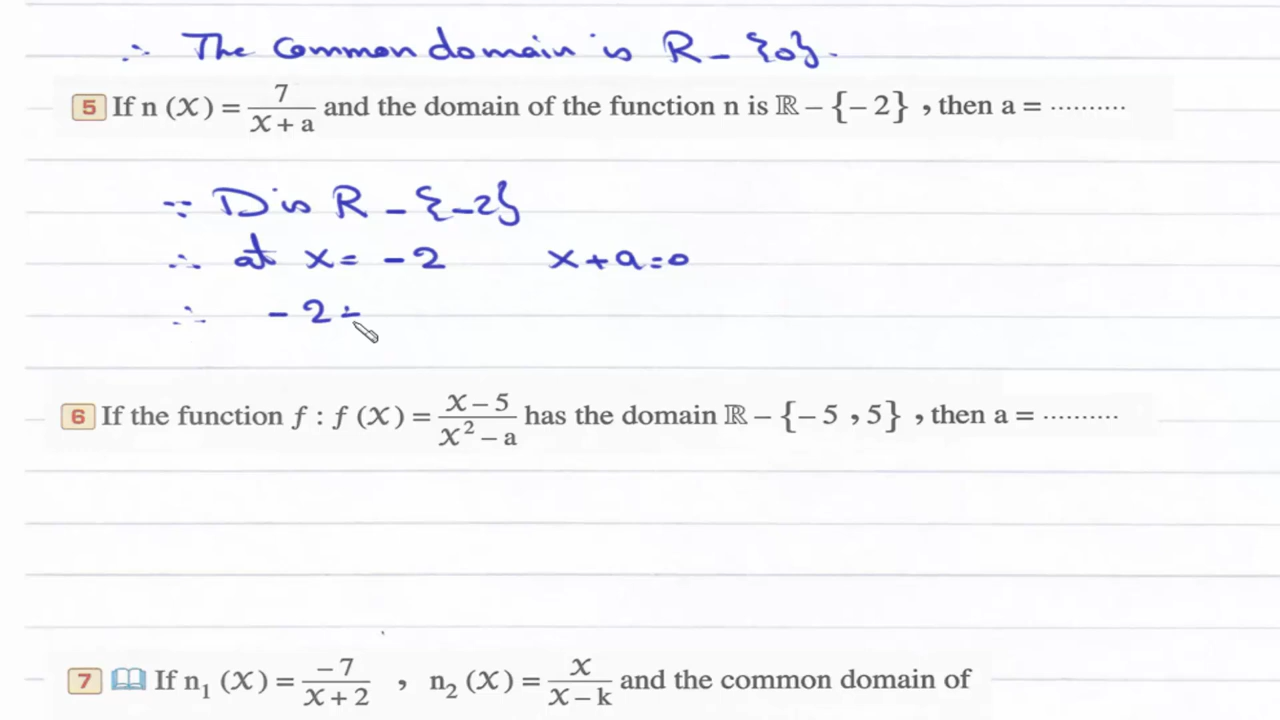 ∴ The Common domain is R - {0}.
5 If n (X) = 7 / (X + a) and the domain of the function n is ℝ – {– 2} , then a = ··········
∵ D is R - {-2}
∴ at x = -2 x + a = 0
∴ -2 +
6 If the function f : f (X) = (X – 5) / (X² – a) has the domain ℝ – {– 5 , 5} , then a = ··········
7 If n₁ (X) = – 7 / (X + 2) , n₂ (X) = X / (X – k) and the common domain of